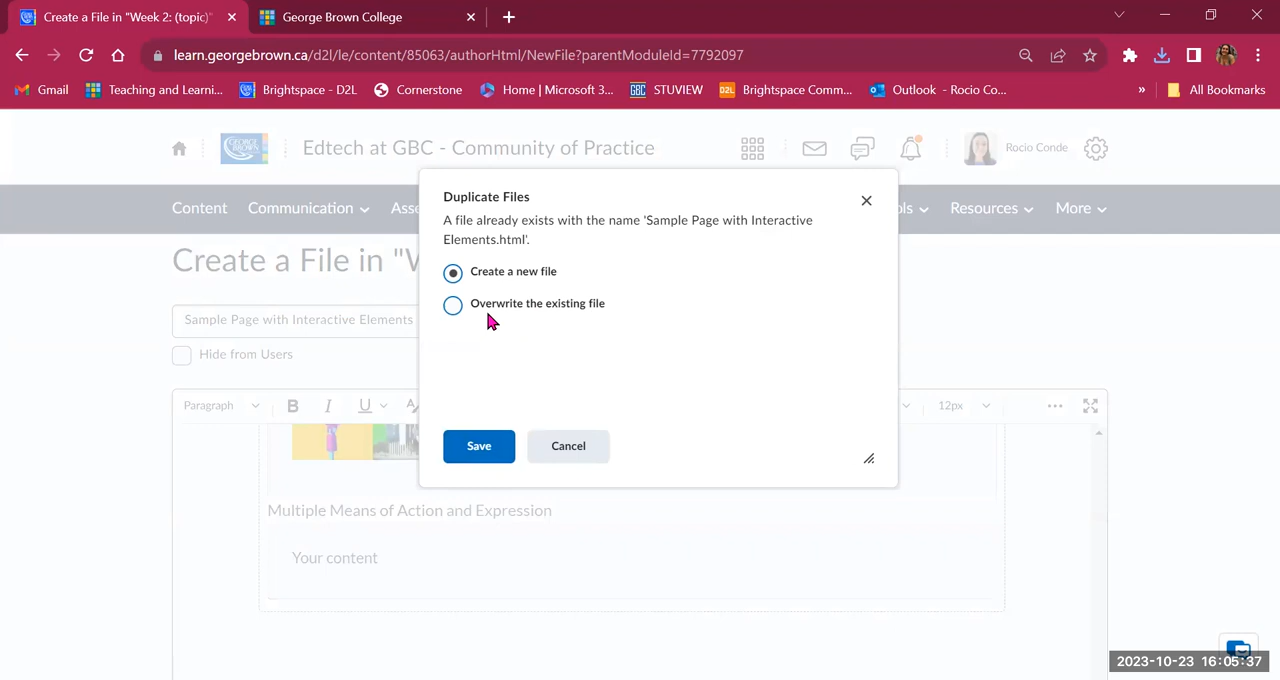 Create a File in "Week 2: (topic)"
George Brown College
learn.georgebrown.ca/d2l/le/content/85063/authorHtml/NewFile?parentModuleId=7792097
Gmail
Teaching and Learni...
Brightspace - D2L
Cornerstone
Home | Microsoft 3...
STUVIEW
Brightspace Comm...
Outlook - Rocio Co...
»
All Bookmarks
Edtech at GBC - Community of Practice
Rocio Conde
Content
Communication
Asse
ols
Resources
More
Duplicate Files
A file already exists with the name 'Sample Page with Interactive
Elements.html'.
Create a new file
Overwrite the existing file
Save
Cancel
Create a File in "W
Sample Page with Interactive Elements
Hide from Users
Paragraph
B
I
U
A
12px
Multiple Means of Action and Expression
Your content
2023-10-23 16:05:37